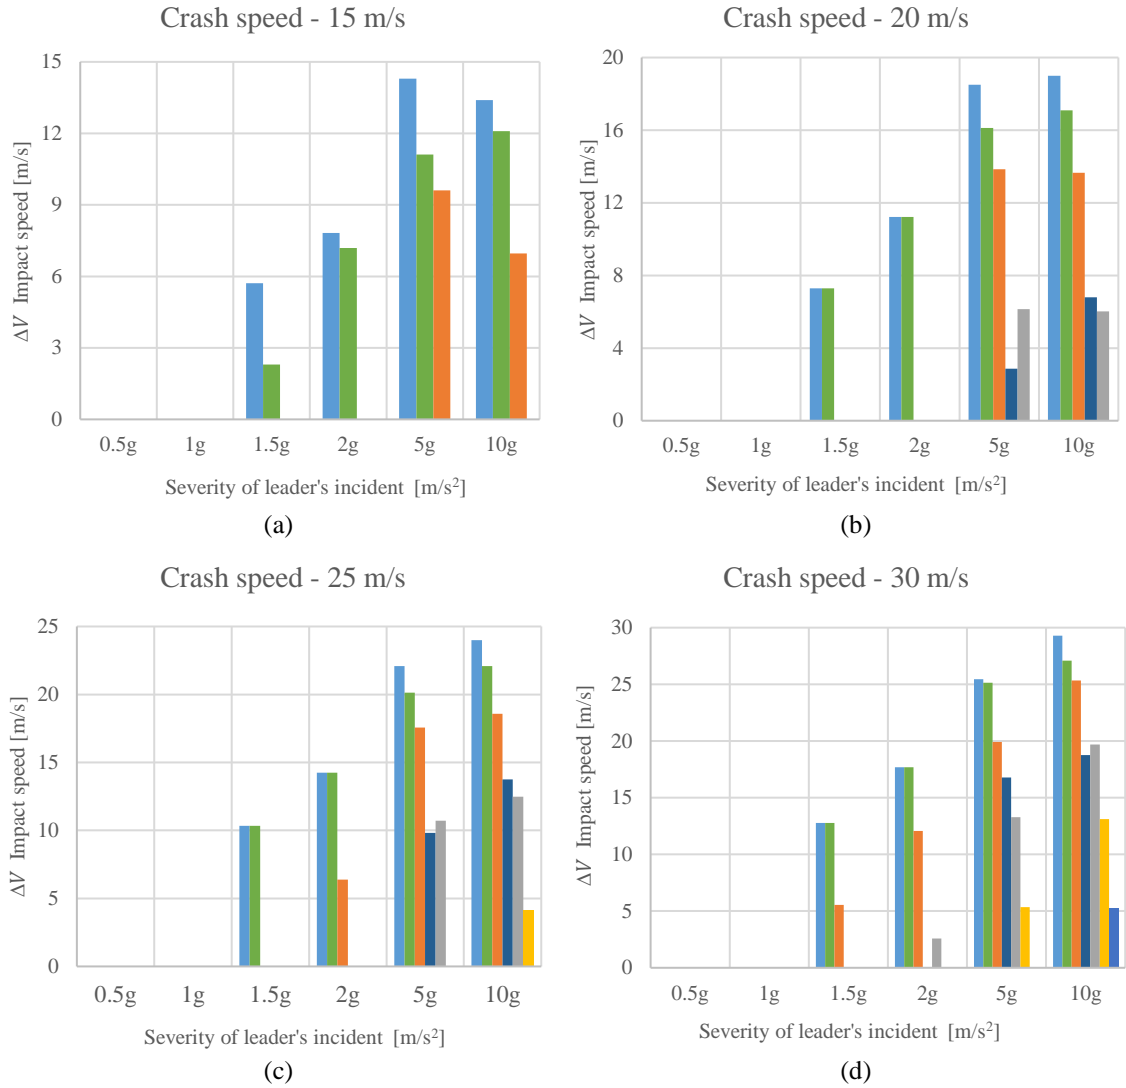 Crash speed - 15 m/s
15
12
9
6
3
0
ΔV Impact speed [m/s]
0.5g 1g 1.5g 2g 5g 10g
Severity of leader's incident [m/s²]
(a)
Crash speed - 20 m/s
20
16
12
8
4
0
ΔV Impact speed [m/s]
0.5g 1g 1.5g 2g 5g 10g
Severity of leader's incident [m/s²]
(b)
Crash speed - 25 m/s
25
20
15
10
5
0
ΔV Impact speed [m/s]
0.5g 1g 1.5g 2g 5g 10g
Severity of leader's incident [m/s²]
(c)
Crash speed - 30 m/s
30
25
20
15
10
5
0
ΔV Impact speed [m/s]
0.5g 1g 1.5g 2g 5g 10g
Severity of leader's incident [m/s²]
(d)